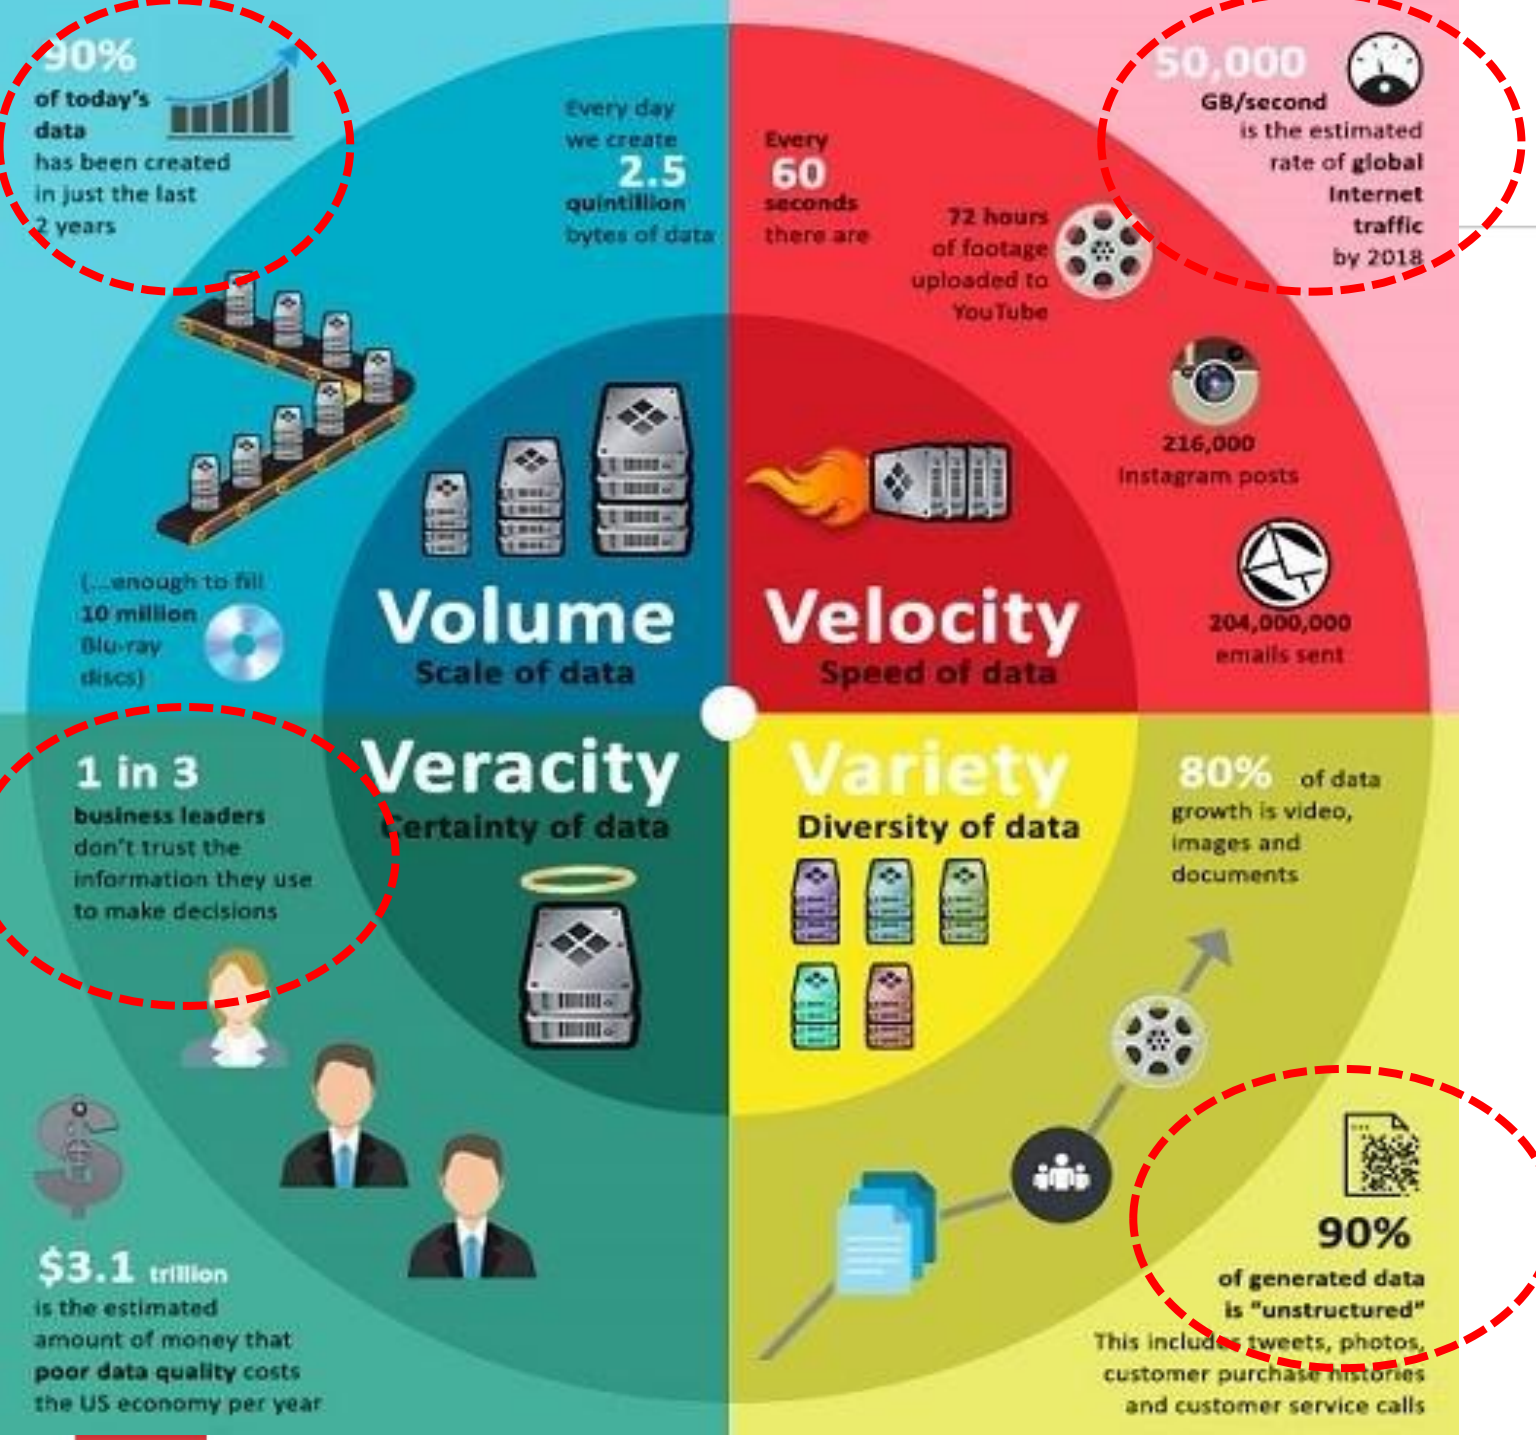 90%
of today's
data
has been created
in just the last
2 years
Every day
we create
2.5
quintillion
bytes of data
(...enough to fill
10 million
Blu-ray
discs)
Volume
Scale of data
Every
60
seconds
there are
72 hours
of footage
uploaded to
YouTube
216,000
Instagram posts
204,000,000
emails sent
50,000
GB/second
is the estimated
rate of global
Internet
traffic
by 2018
Velocity
Speed of data
Veracity
Certainty of data
1 in 3
business leaders
don't trust the
information they use
to make decisions
$3.1 trillion
is the estimated
amount of money that
poor data quality costs
the US economy per year
Variety
Diversity of data
80% of data
growth is video,
images and
documents
90%
of generated data
is "unstructured"
This includes tweets, photos,
customer purchase histories
and customer service calls